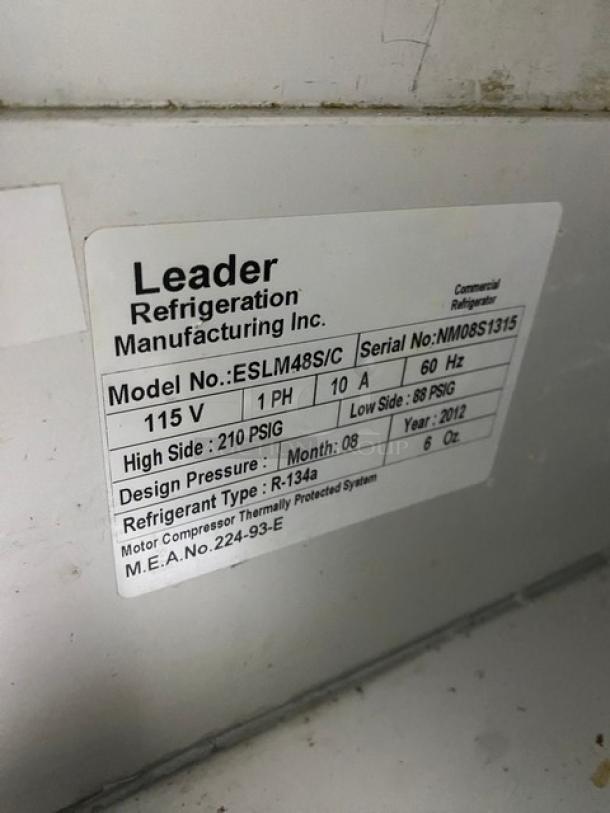 Leader
Refrigeration
Manufacturing Inc.
Commercial
Refrigerator
Model No.:ESLM48S/C Serial No:NM08S1315
115 V 1 PH 10 A 60 Hz
High Side : 210 PSIG Low Side : 88 PSIG
Design Pressure : Month: 08 Year : 2012
Refrigerant Type : R-134a 6 Oz.
Motor Compressor Thermally Protected System
M.E.A.No.224-93-E